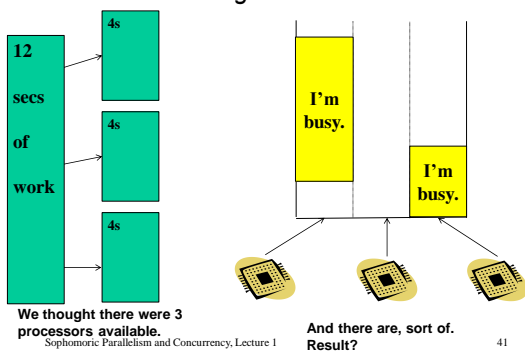 12
secs
of
work
4s
4s
4s
I'm
busy.
I'm
busy.
We thought there were 3
processors available.
And there are, sort of.
Result?
Sophomoric Parallelism and Concurrency, Lecture 1
41